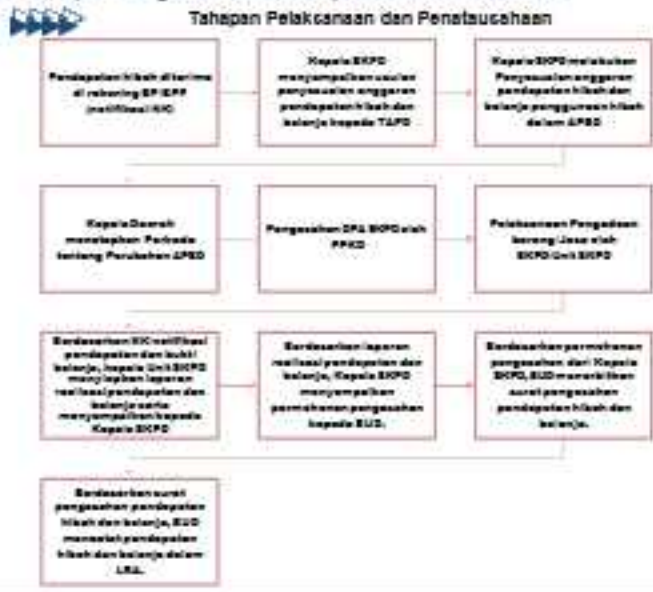 Tahapan Pelaksanaan dan Penatausahaan
Pendapatan hibah diterima
di rekening
Kepala SKPD
menyampaikan usulan
penyesuaian anggaran
pendapatan hibah dan
belanja kepada TAPD
Kepala SKPD melakukan
Penyesuaian anggaran
pendapatan hibah dan
belanja penggunaan hibah
dalam APBD
Kepala Daerah
menetapkan Perkada
tentang Perubahan APBD
Pengesahan DPA SKPD oleh
PPKD
Pelaksanaan Pengadaan
barang/Jasa oleh
SKPD/Unit SKPD
Berdasarkan notifikasi
pendapatan dan bukti
belanja, kepala Unit SKPD
menyiapkan laporan
realisasi pendapatan dan
belanja serta
menyampaikan kepada
Kepala SKPD
Berdasarkan laporan
realisasi pendapatan dan
belanja, Kepala SKPD
menyampaikan
permohonan pengesahan
kepada BUD.
Berdasarkan permohonan
pengesahan dari Kepala
SKPD, BUD menerbitkan
surat pengesahan
pendapatan hibah dan
belanja.
Berdasarkan surat
pengesahan pendapatan
hibah dan belanja, BUD
mencatat pendapatan
hibah dan belanja dalam
LRA.